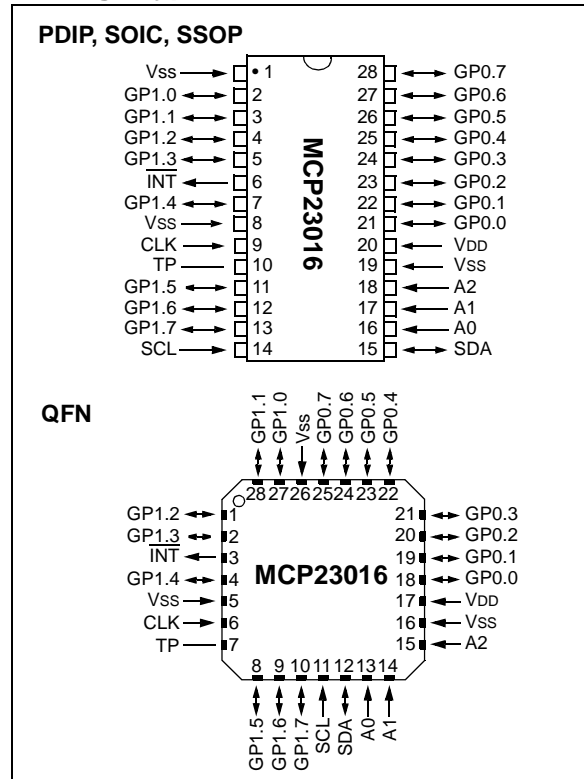 PDIP, SOIC, SSOP
Vss 1 28 GP0.7
GP1.0 2 27 GP0.6
GP1.1 3 26 GP0.5
GP1.2 4 25 GP0.4
GP1.3 5 24 GP0.3
INT 6 23 GP0.2
GP1.4 7 22 GP0.1
Vss 8 21 GP0.0
CLK 9 20 VDD
TP 10 19 VSS
GP1.5 11 18 A2
GP1.6 12 17 A1
GP1.7 13 16 A0
SCL 14 15 SDA
MCP23016
QFN
GP1.1 GP1.0 Vss GP0.7 GP0.6 GP0.5 GP0.4
28 27 26 25 24 23 22
GP1.2 1 21 GP0.3
GP1.3 2 20 GP0.2
INT 3 19 GP0.1
GP1.4 4 18 GP0.0
Vss 5 17 VDD
CLK 6 16 Vss
TP 7 15 A2
MCP23016
8 9 10 11 12 13 14
GP1.5 GP1.6 GP1.7 SCL SDA A0 A1